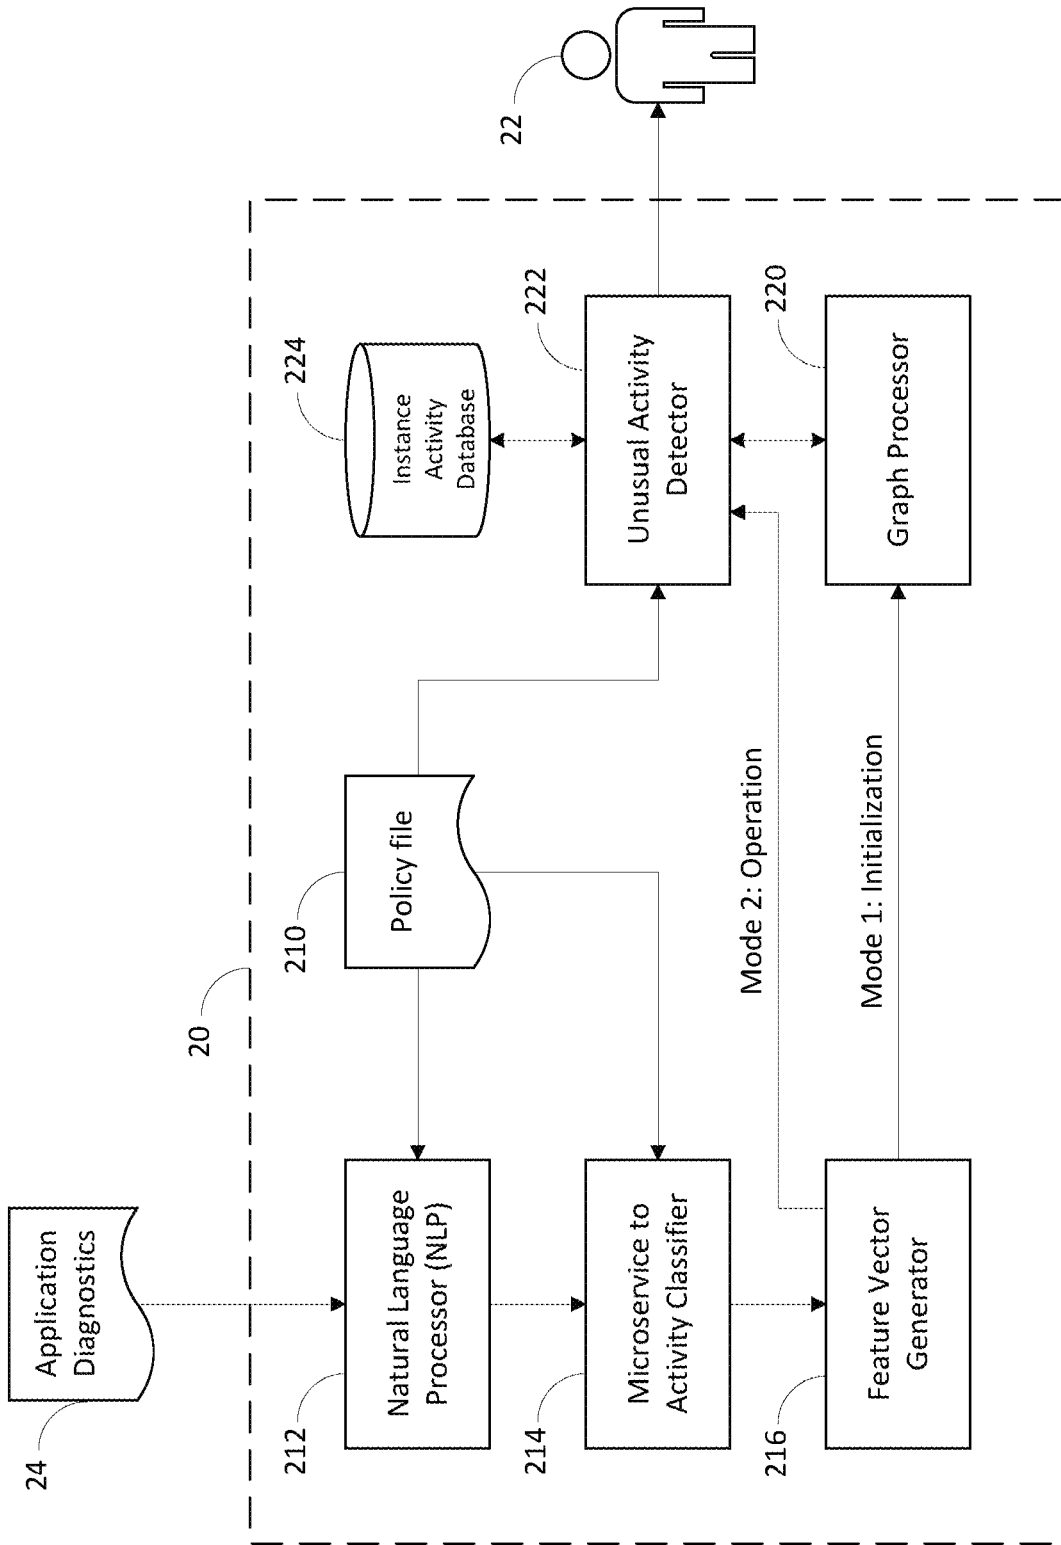 24
Application
Diagnostics
20
22
212
Natural Language
Processor (NLP)
210
Policy file
224
Instance
Activity
Database
214
Microservice to
Activity Classifier
222
Unusual Activity
Detector
Mode 2: Operation
216
Feature Vector
Generator
Mode 1: Initialization
220
Graph Processor